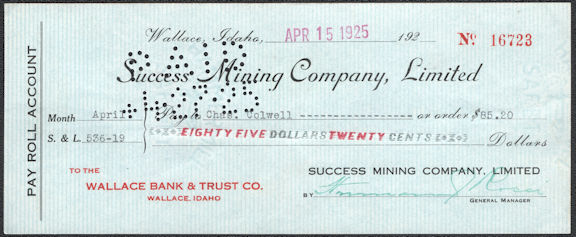 Wallace, Idaho, APR 15 1925 192
No. 16723
PAY ROLL ACCOUNT
PAID
Success Mining Company, Limited
Month April Pay to Chas. Colwell or order $85.20
S. & L. 536-19 EIGHTY FIVE DOLLARS TWENTY CENTS Dollars
TO THE
WALLACE BANK & TRUST CO.
WALLACE, IDAHO
SUCCESS MINING COMPANY, LIMITED
BY
GENERAL MANAGER